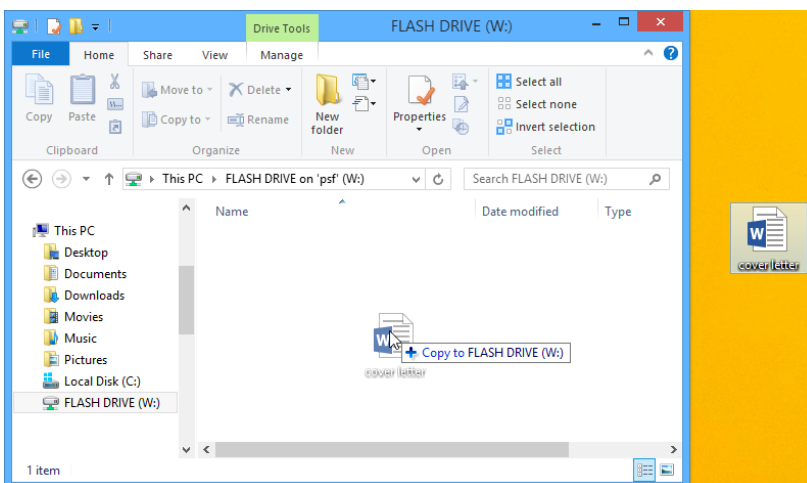 Drive Tools
FLASH DRIVE (W:)
File
Home
Share
View
Manage
Copy
Paste
Move to
Copy to
Delete
Rename
New folder
Properties
Select all
Select none
Invert selection
Clipboard
Organize
New
Open
Select
This PC
FLASH DRIVE on 'psf' (W:)
Search FLASH DRIVE (W:)
Name
Date modified
Type
This PC
Desktop
Documents
Downloads
Movies
Music
Pictures
Local Disk (C:)
FLASH DRIVE (W:)
W
Copy to FLASH DRIVE (W:)
cover letter
W
cover letter
1 item